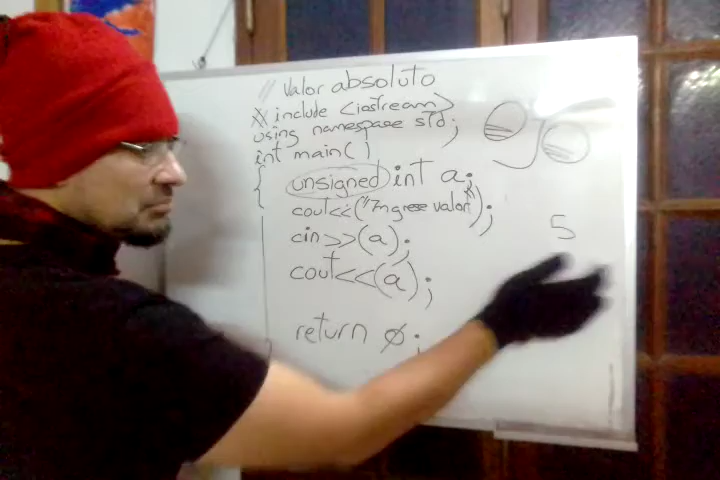 // Valor absoluto
# include <iostream>
using namespace std;
int main()
{ unsigned int a;
cout<<("Ingrese valor");
cin>>(a);
cout<<(a);
return 0;
5